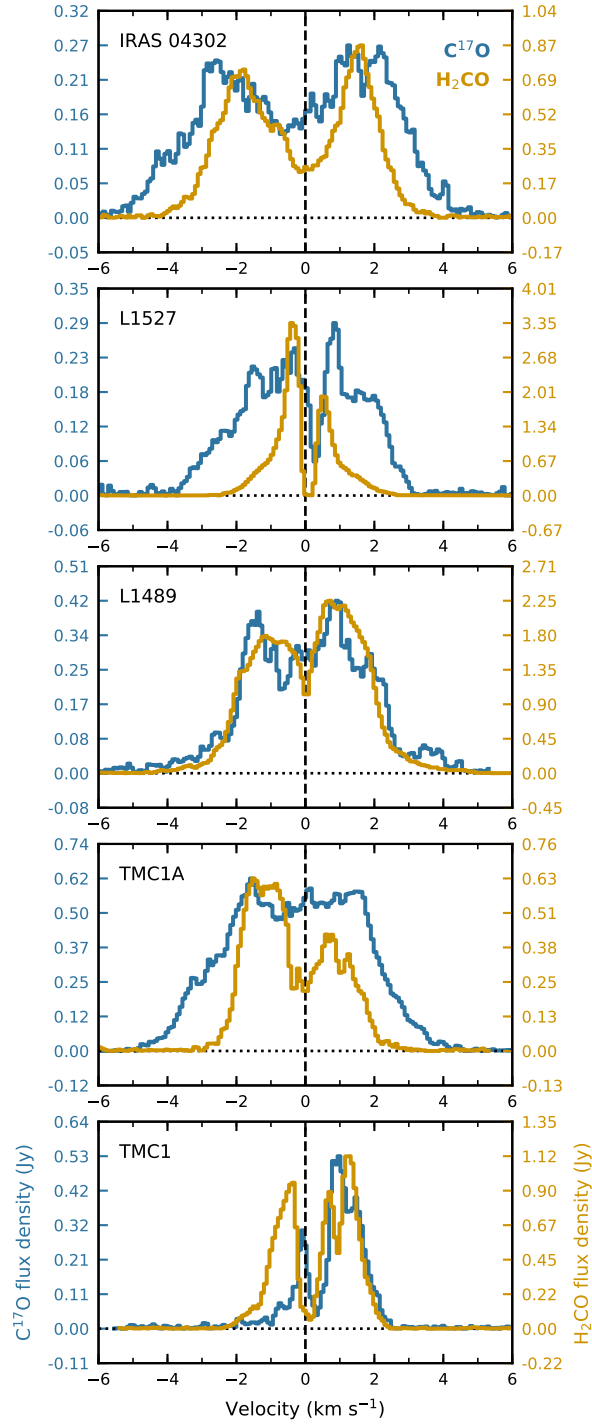 0.32 1.04
IRAS 04302 C¹⁷O
0.27 0.87
H₂CO
0.21 0.69
0.16 0.52
0.11 0.35
0.05 0.17
0.00 0.00
-0.05 -0.17
−6 −4 −2 0 2 4 6
0.35 4.01
L1527
0.29 3.35
0.23 2.68
0.18 2.01
0.12 1.34
0.06 0.67
0.00 0.00
-0.06 -0.67
−6 −4 −2 0 2 4 6
0.51 2.71
L1489
0.42 2.25
0.34 1.80
0.25 1.35
0.17 0.90
0.08 0.45
0.00 0.00
-0.08 -0.45
−6 −4 −2 0 2 4 6
0.74 0.76
TMC1A
0.62 0.63
0.50 0.51
0.37 0.38
0.25 0.25
0.12 0.13
0.00 0.00
-0.12 -0.13
−6 −4 −2 0 2 4 6
0.64 1.35
TMC1
0.53 1.12
0.42 0.90
0.32 0.67
0.21 0.45
0.11 0.22
0.00 0.00
-0.11 -0.22
C¹⁷O flux density (Jy)
H₂CO flux density (Jy)
−6 −4 −2 0 2 4 6
Velocity (km s⁻¹)